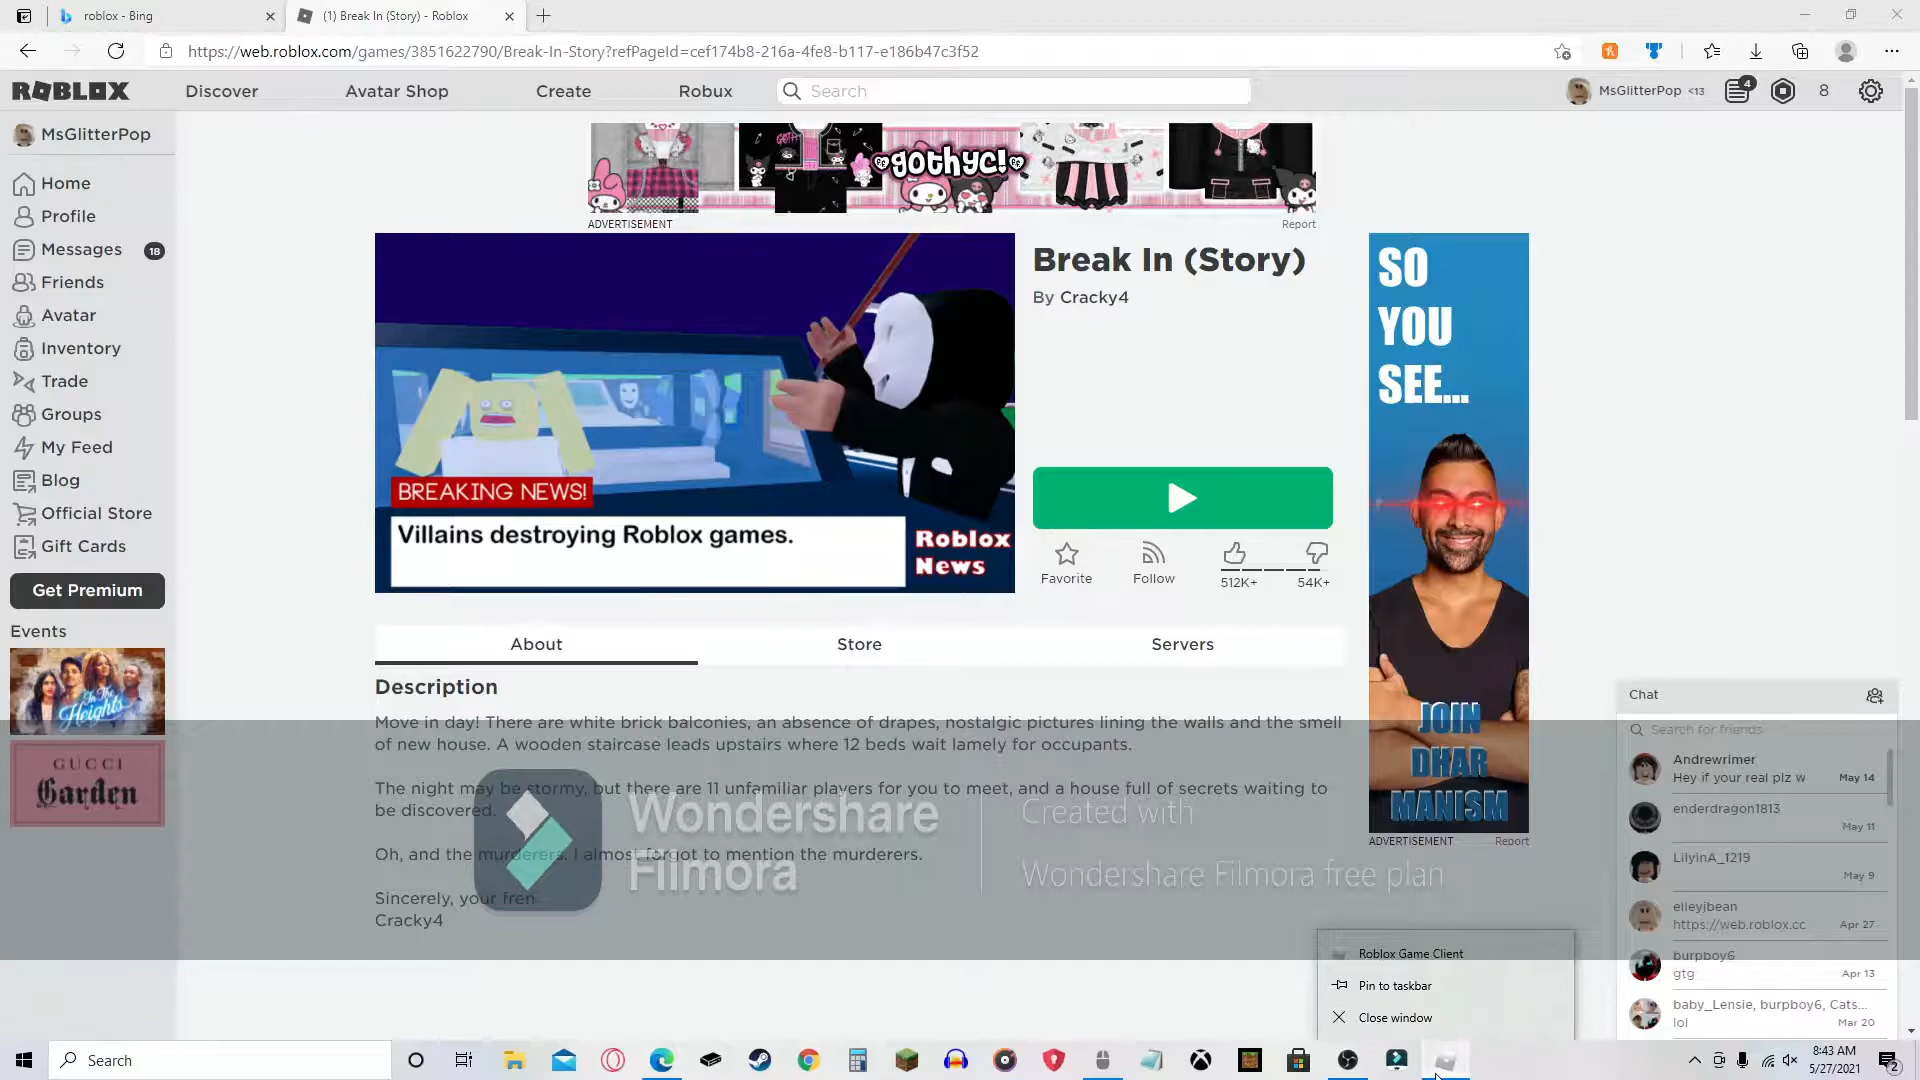 roblox - Bing
(1) Break In (Story) - Roblox
https://web.roblox.com/games/3851622790/Break-In-Story?refPageId=cef174b8-216a-4fe8-b117-e186b47c3f52
ROBLOX
Discover
Avatar Shop
Create
Robux
Search
MsGlitterPop <13
4
8
MsGlitterPop
Home
Profile
Messages 18
Friends
Avatar
Inventory
Trade
Groups
My Feed
Blog
Official Store
Gift Cards
Get Premium
Events
In The Heights
GUCCI
Garden
GOTH
gothyc!
ADVERTISEMENT
Report
BREAKING NEWS!
Villains destroying Roblox games.
Roblox
News
Break In (Story)
By Cracky4
Favorite
Follow
512K+
54K+
SO
YOU
SEE...
JOIN
DHAR
MANISM
ADVERTISEMENT
Report
About
Store
Servers
Description
Move in day! There are white brick balconies, an absence of drapes, nostalgic pictures lining the walls and the smell
of new house. A wooden staircase leads upstairs where 12 beds wait lamely for occupants.
The night may be stormy, but there are 11 unfamiliar players for you to meet, and a house full of secrets waiting to
be discovered.
Oh, and the murderers. I almost forgot to mention the murderers.
Sincerely, your fren
Cracky4
Wondershare
Filmora
Created with
Wondershare Filmora free plan
Chat
Search for friends
Andrewrimer
Hey if your real plz w
May 14
enderdragon1813
May 11
LilyinA_1219
May 9
elleyjbean
https://web.roblox.cc
Apr 27
burpboy6
gtg
Apr 13
baby_Lensie, burpboy6, Cats...
lol
Mar 20
Roblox Game Client
Pin to taskbar
Close window
Search
8:43 AM
5/27/2021
2